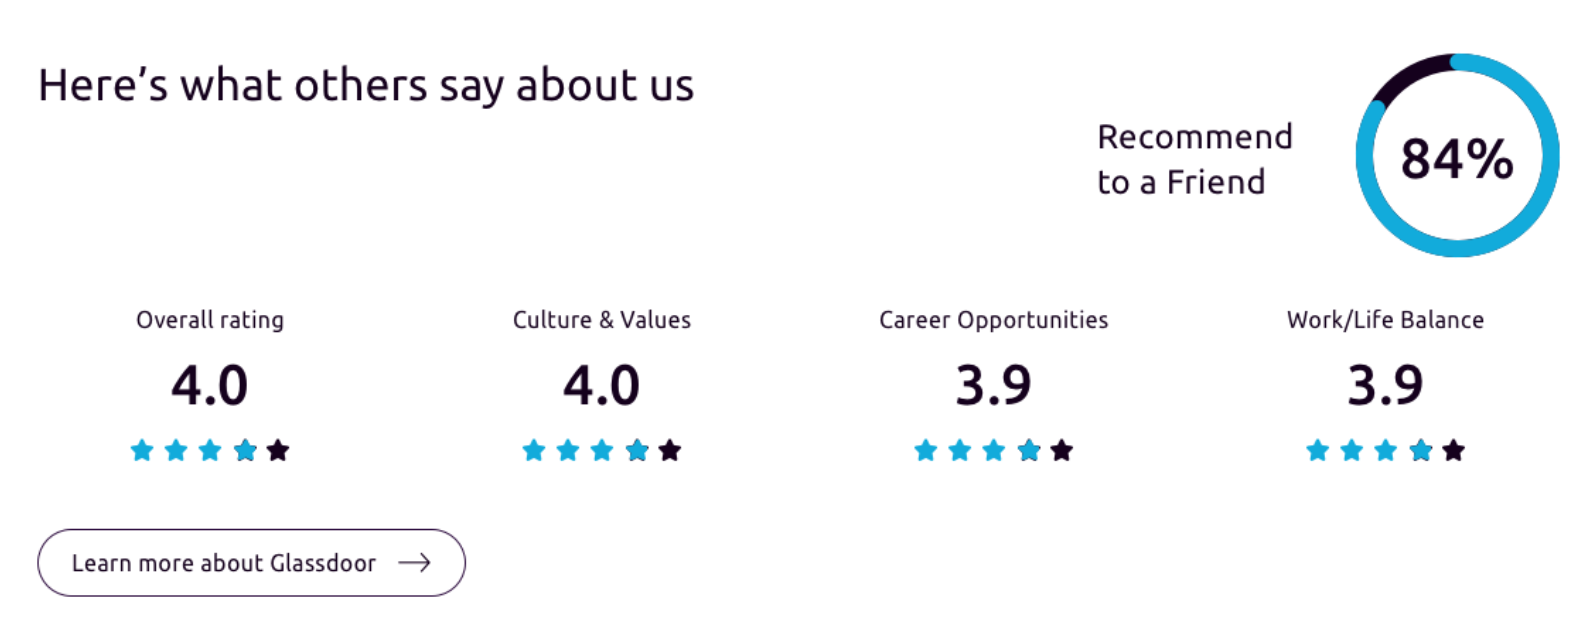 Here’s what others say about us
Recommend
to a Friend
84%
Overall rating
4.0
Culture & Values
4.0
Career Opportunities
3.9
Work/Life Balance
3.9
Learn more about Glassdoor